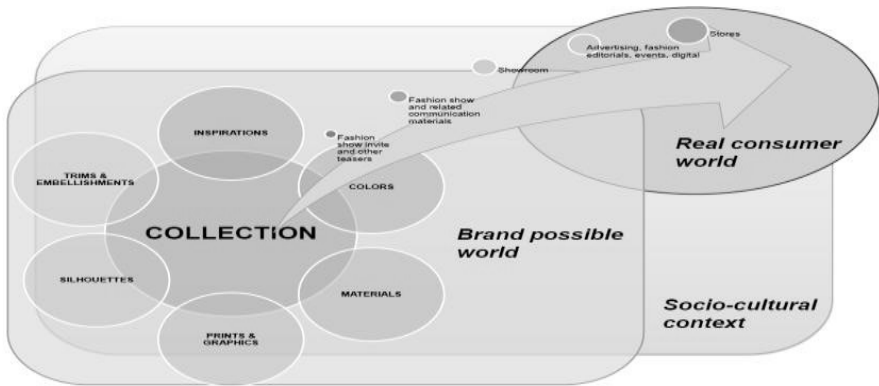 Stores
Advertising, fashion
editorials, events, digital
Showroom
Fashion show
and related
communication
materials
Fashion
show invite
and other
teasers
INSPIRATIONS
TRIMS &
EMBELLISHMENTS
COLORS
COLLECTION
SILHOUETTES
MATERIALS
PRINTS &
GRAPHICS
Brand possible
world
Real consumer
world
Socio-cultural
context